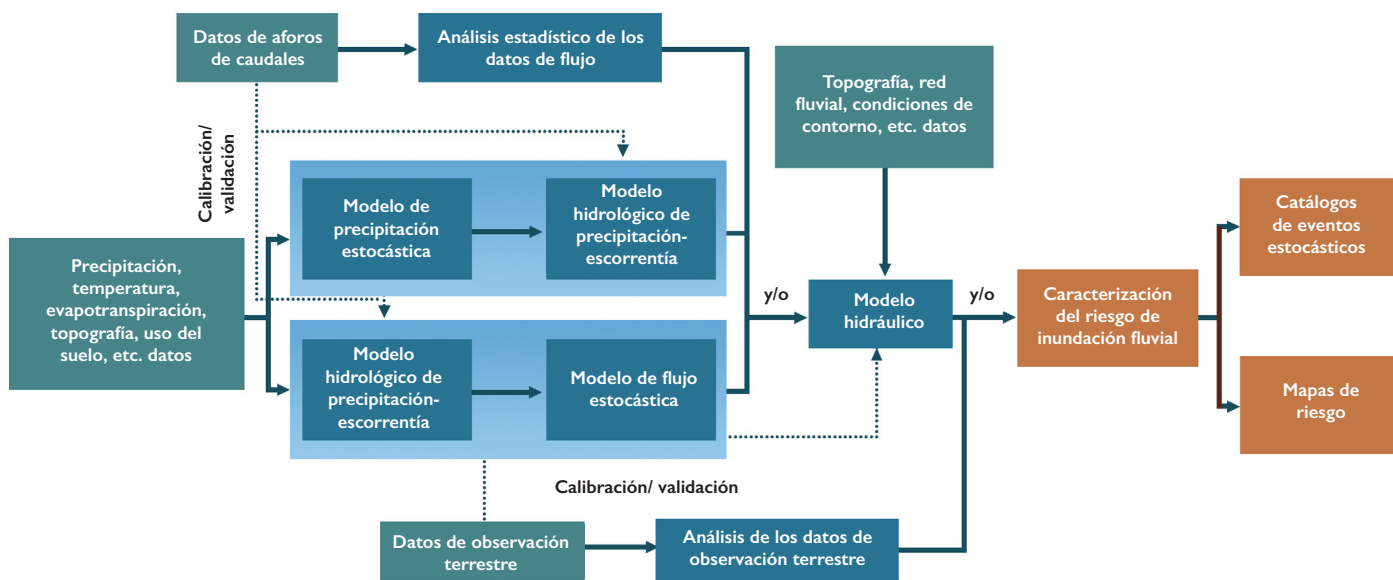 Datos de aforos
de caudales
Análisis estadístico de los
datos de flujo
Topografía, red
fluvial, condiciones de
contorno, etc. datos
Calibración/
validación
Modelo de
precipitación
estocástica
Modelo
hidrológico de
precipitación-
escorrentía
Precipitación,
temperatura,
evapotranspiración,
topografía, uso del
suelo, etc. datos
Modelo
hidrológico de
precipitación-
escorrentía
Modelo de flujo
estocástica
y/o
Modelo
hidráulico
y/o
Caracterización
del riesgo de
inundación fluvial
Catálogos
de eventos
estocásticos
Mapas de
riesgo
Calibración/ validación
Datos de observación
terrestre
Análisis de los datos de
observación terrestre